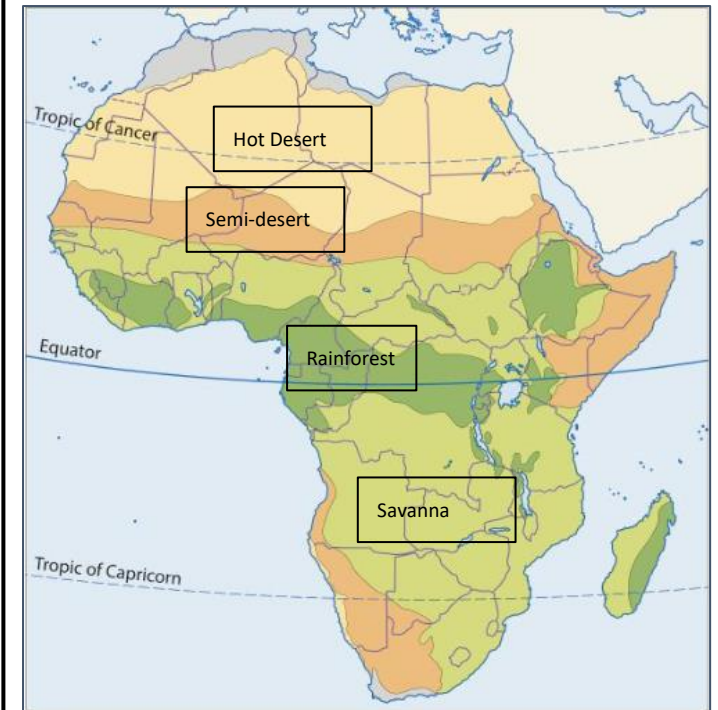 Tropic of Cancer
Hot Desert
Semi-desert
Equator
Rainforest
Savanna
Tropic of Capricorn